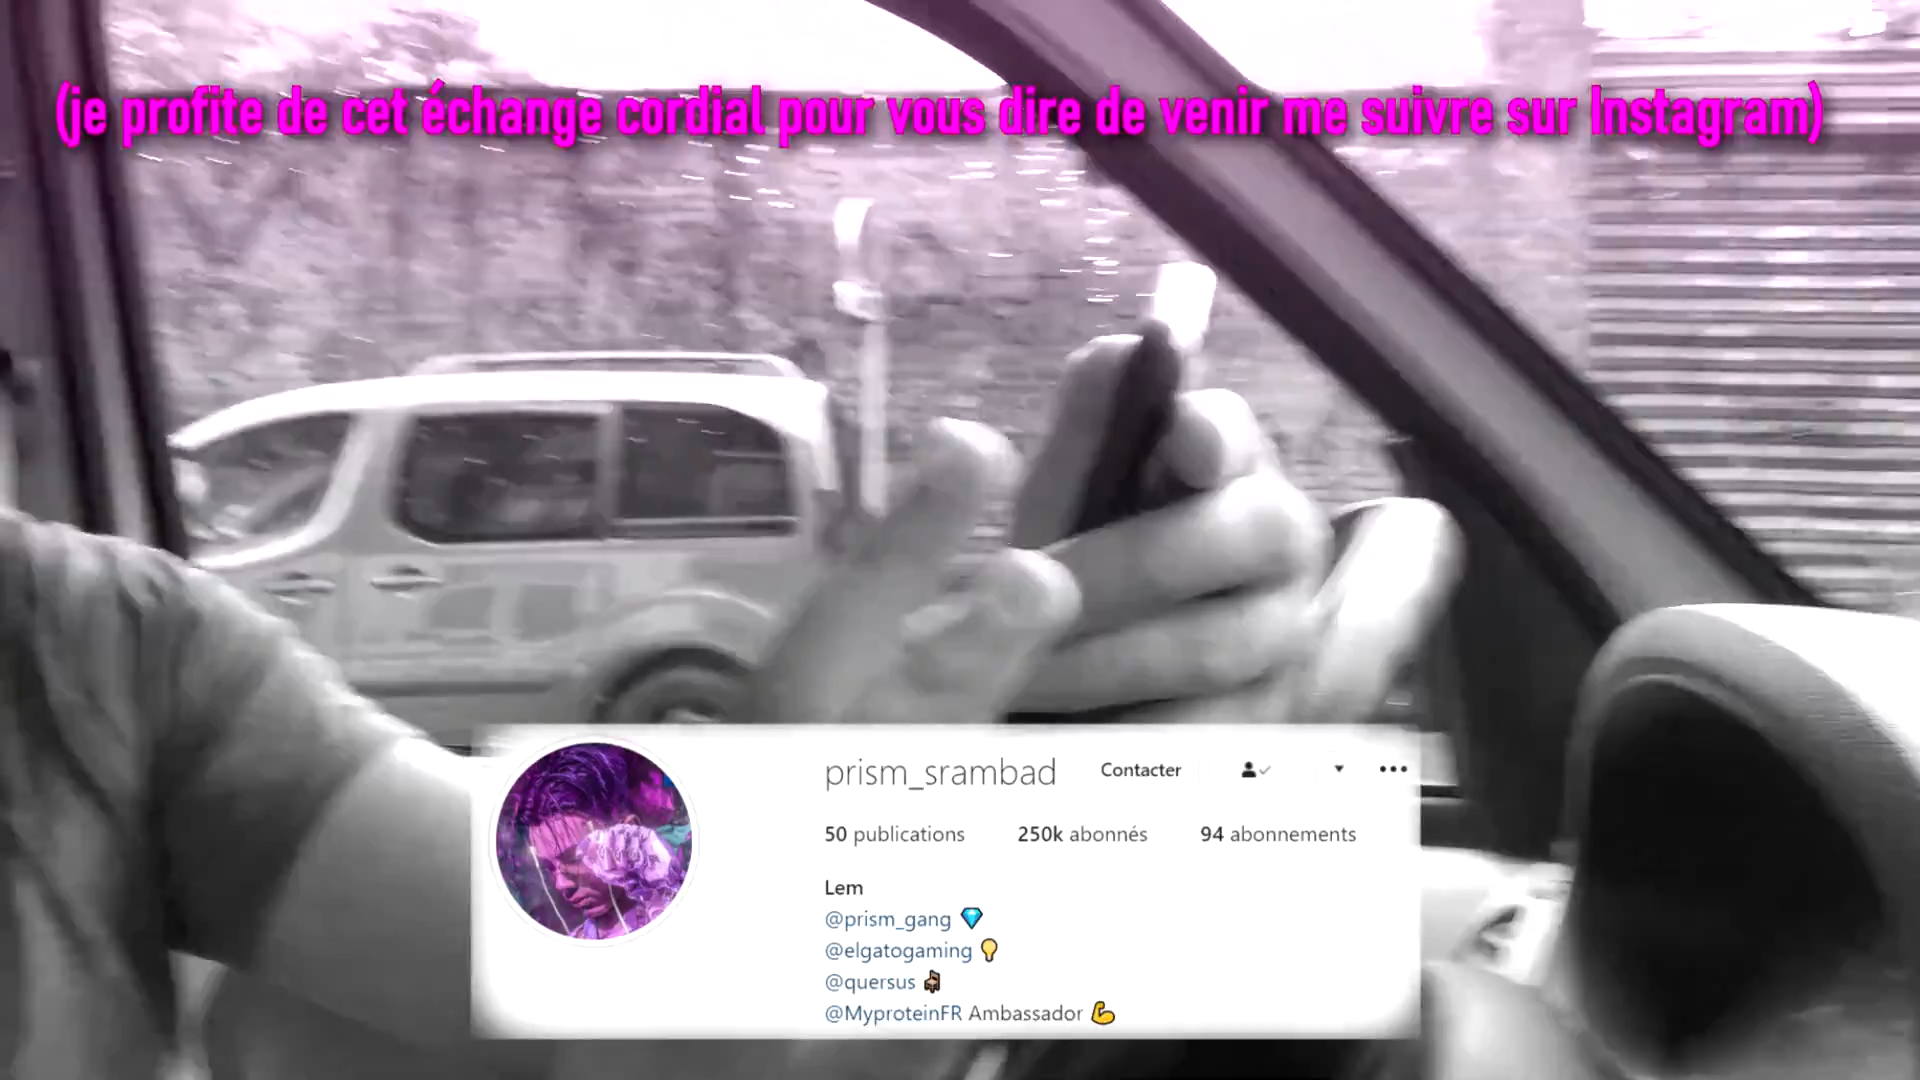 (je profite de cet échange cordial pour vous dire de venir me suivre sur Instagram)
prism_srambad Contacter
50 publications 250k abonnés 94 abonnements
Lem
@prism_gang
@elgatogaming
@quersus
@MyproteinFR Ambassador